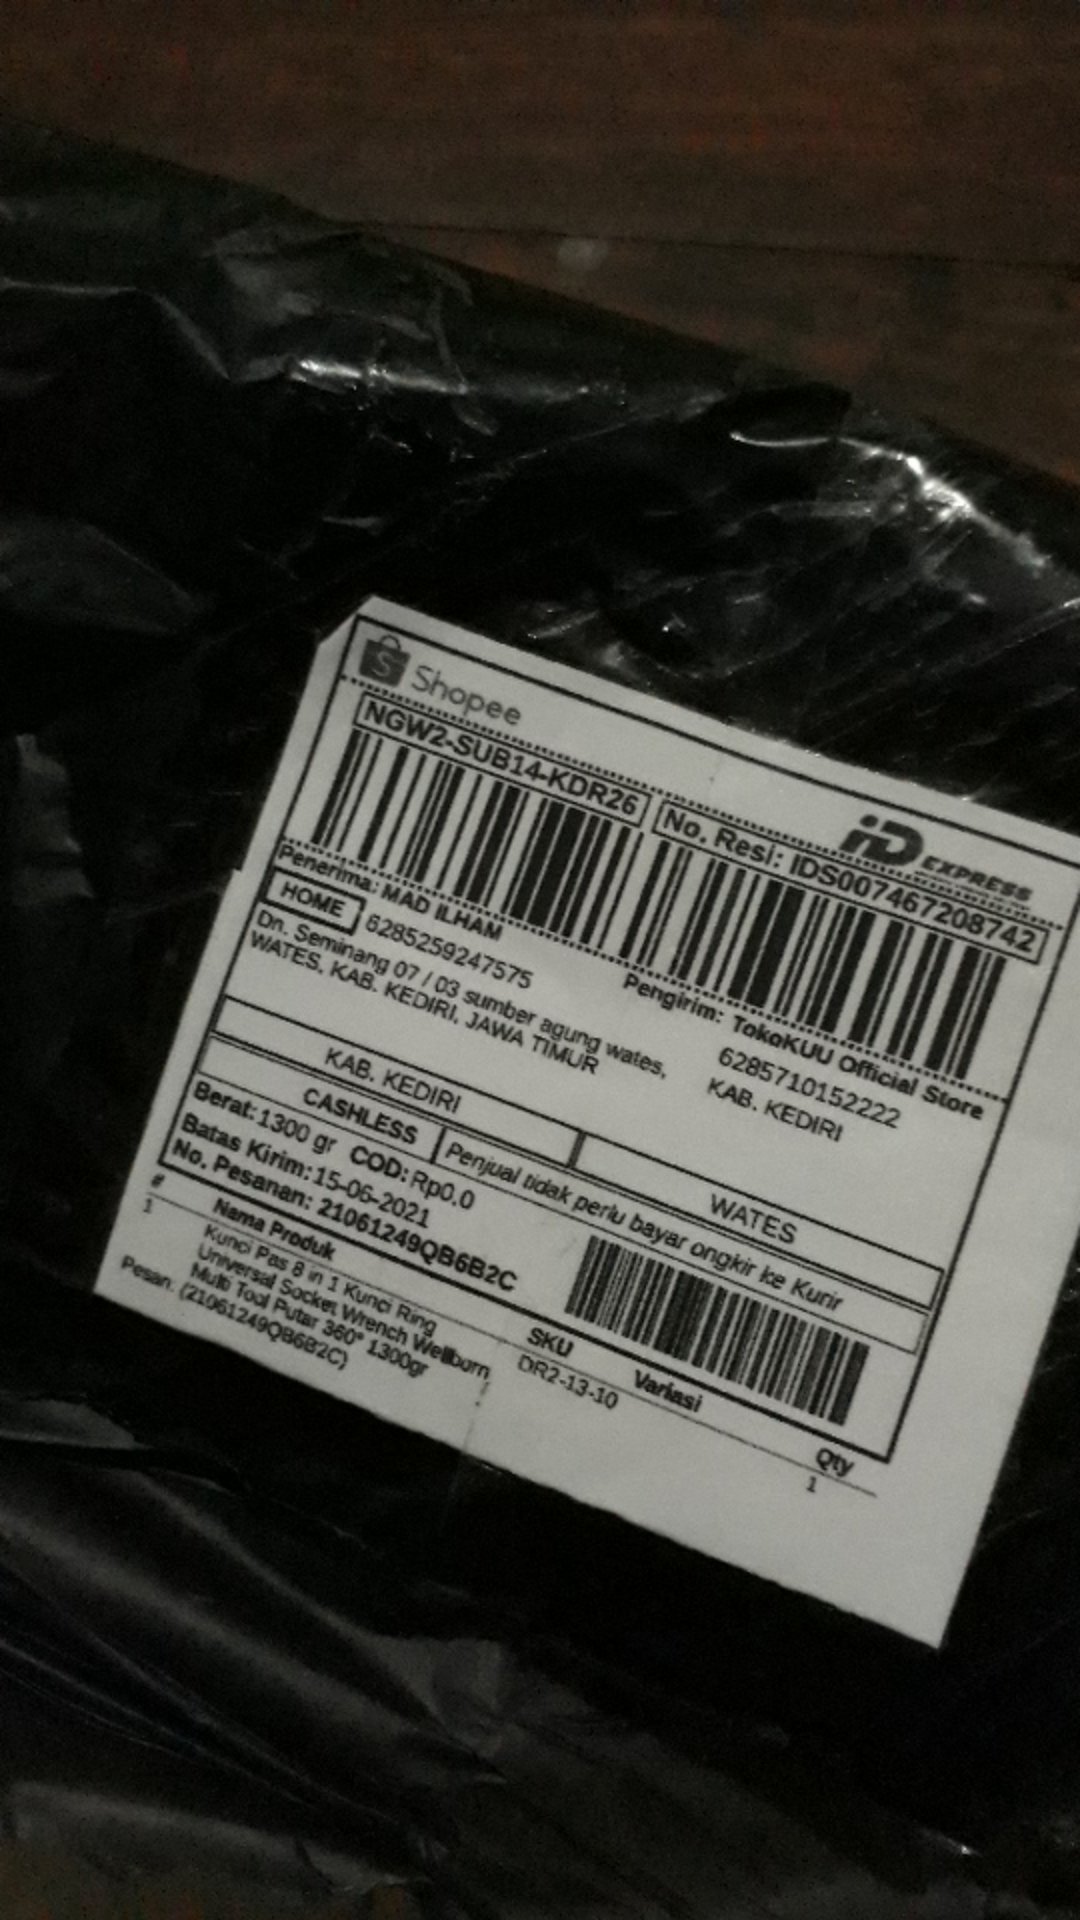 Shopee
iD EXPRESS
NGW2-SUB14-KDR26
No. Resi: IDS007467208742
Penerima: MAD ILHAM
HOME
6285259247575
Dn. Seminang 07 / 03 sumber agung wates,
WATES, KAB. KEDIRI, JAWA TIMUR
Pengirim: TokoKUU Official Store
6285710152222
KAB. KEDIRI
KAB. KEDIRI
WATES
CASHLESS
Penjual tidak perlu bayar ongkir ke Kurir
Berat: 1300 gr
COD: Rp0.0
Batas Kirim: 15-06-2021
No. Pesanan: 21061249QB6B2C
# Nama Produk SKU Variasi Qty
1 Kunci Pas 8 in 1 Kunci Ring DR2-13-10 1
Universal Socket Wrench Wellborn
Multi Tool Putar 360° 1300gr
Pesan: (21061249QB6B2C)